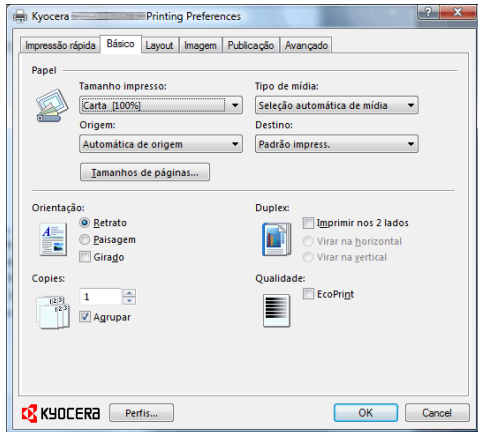 Kyocera Printing Preferences
Impressão rápida Básico Layout Imagem Publicação Avançado
Papel
Tamanho impresso: Tipo de mídia:
Carta [100%] Seleção automática de mídia
Origem: Destino:
Automática de origem Padrão impress.
Tamanhos de páginas...
Orientação: Duplex:
Retrato Imprimir nos 2 lados
Paisagem Virar na horizontal
Girado Virar na vertical
Copies: Qualidade:
1 EcoPrint
Agrupar
KYOCERA Perfis... OK Cancel